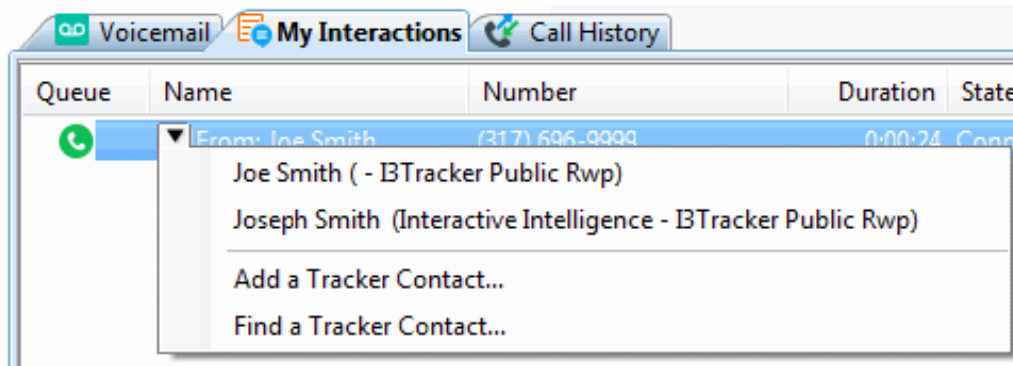 Voicemail My Interactions Call History
Queue Name Number Duration State
From: Joe Smith (317) 696-9999 0:00:24 Conn
Joe Smith ( - I3Tracker Public Rwp)
Joseph Smith (Interactive Intelligence - I3Tracker Public Rwp)
Add a Tracker Contact...
Find a Tracker Contact...